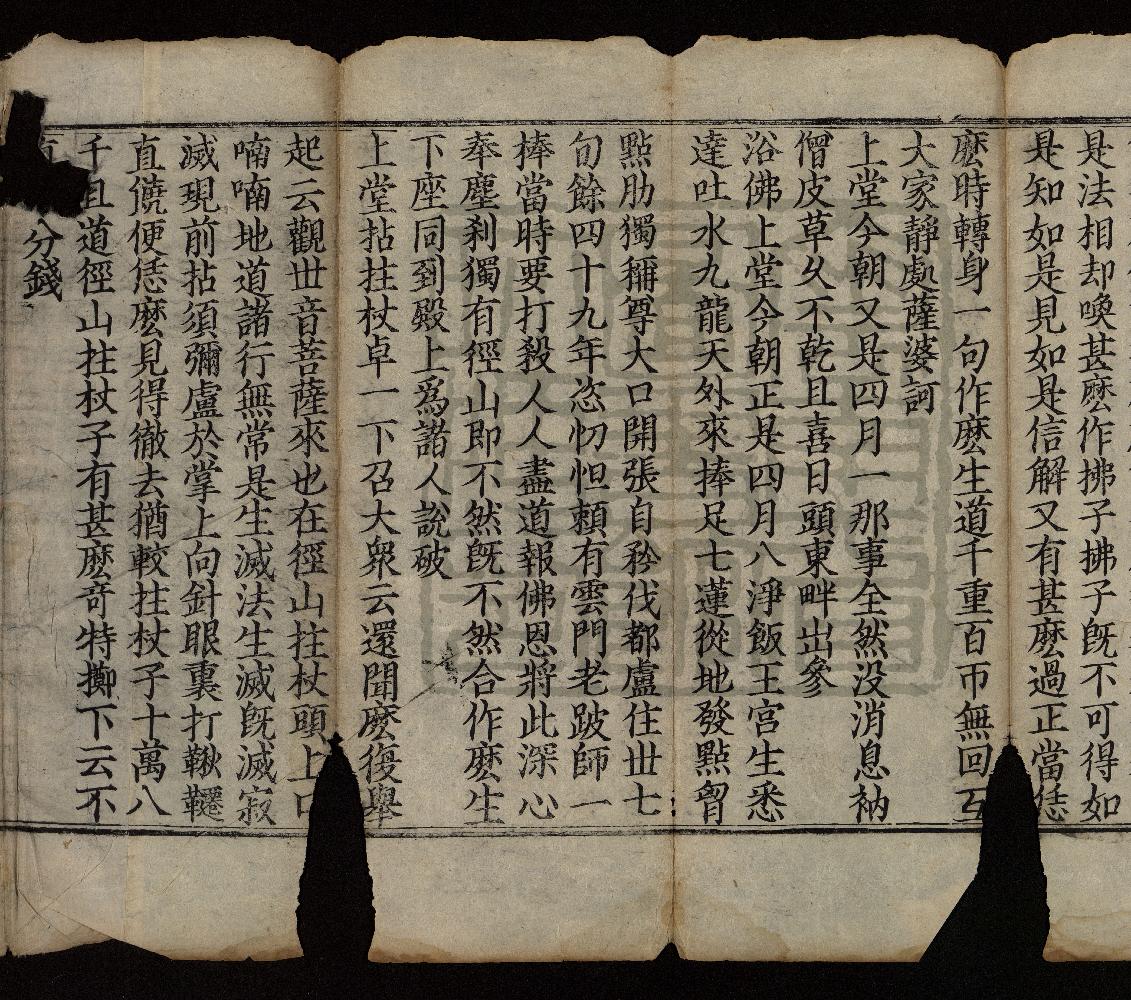 是法相却喚甚麽作拂子拂子既不可得如
是知如是見如是信解又有甚麽過正當恁
麽時轉身一句作麽生道千重百帀無回互
大家靜處薩婆訶
上堂今朝又是四月一那事全然没消息衲
僧皮草久不乾且喜日頭東畔出參
浴佛上堂今朝正是四月八淨飯王宮生悉
達吐水九龍天外來捧足七蓮從地發點胷
點肋獨稱尊大口開張自矜伐都盧住丗七
旬餘四十九年恣忉怛賴有雲門老跛師一
棒當時要打殺人人盡道報佛恩將此深心
奉塵刹獨有徑山即不然既不然合作麽生
下座同到殿上爲諸人說破
上堂拈拄杖卓一下召大衆云還聞麽復舉
起云觀丗音菩薩來也在徑山拄杖頭上口
喃喃地道諸行無常是生滅法生滅既滅寂
滅現前拈須彌盧於掌上向針眼裏打鞦韆
直饒便恁麽見得徹去猶較拄杖子十萬八
千且道徑山拄杖子有甚麽奇特擲下云不
分錢